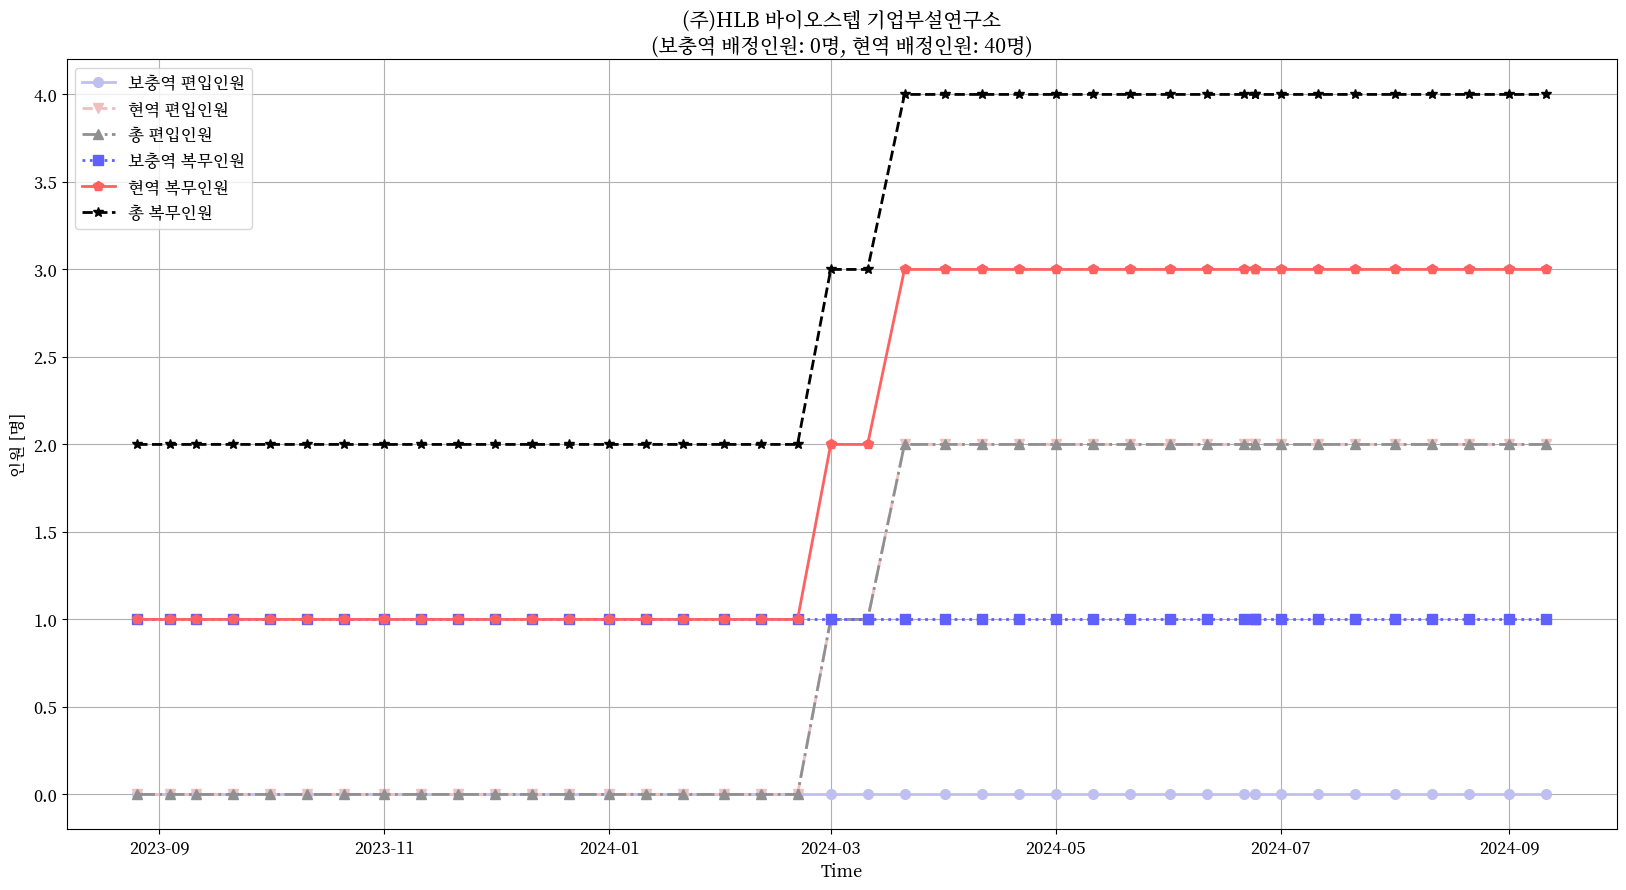 (주)HLB 바이오스텝 기업부설연구소
(보충역 배정인원: 0명, 현역 배정인원: 40명)
보충역 편입인원
현역 편입인원
총 편입인원
보충역 복무인원
현역 복무인원
총 복무인원
인원 [명]
4.0
3.5
3.0
2.5
2.0
1.5
1.0
0.5
0.0
2023-09 2023-11 2024-01 2024-03 2024-05 2024-07 2024-09
Time